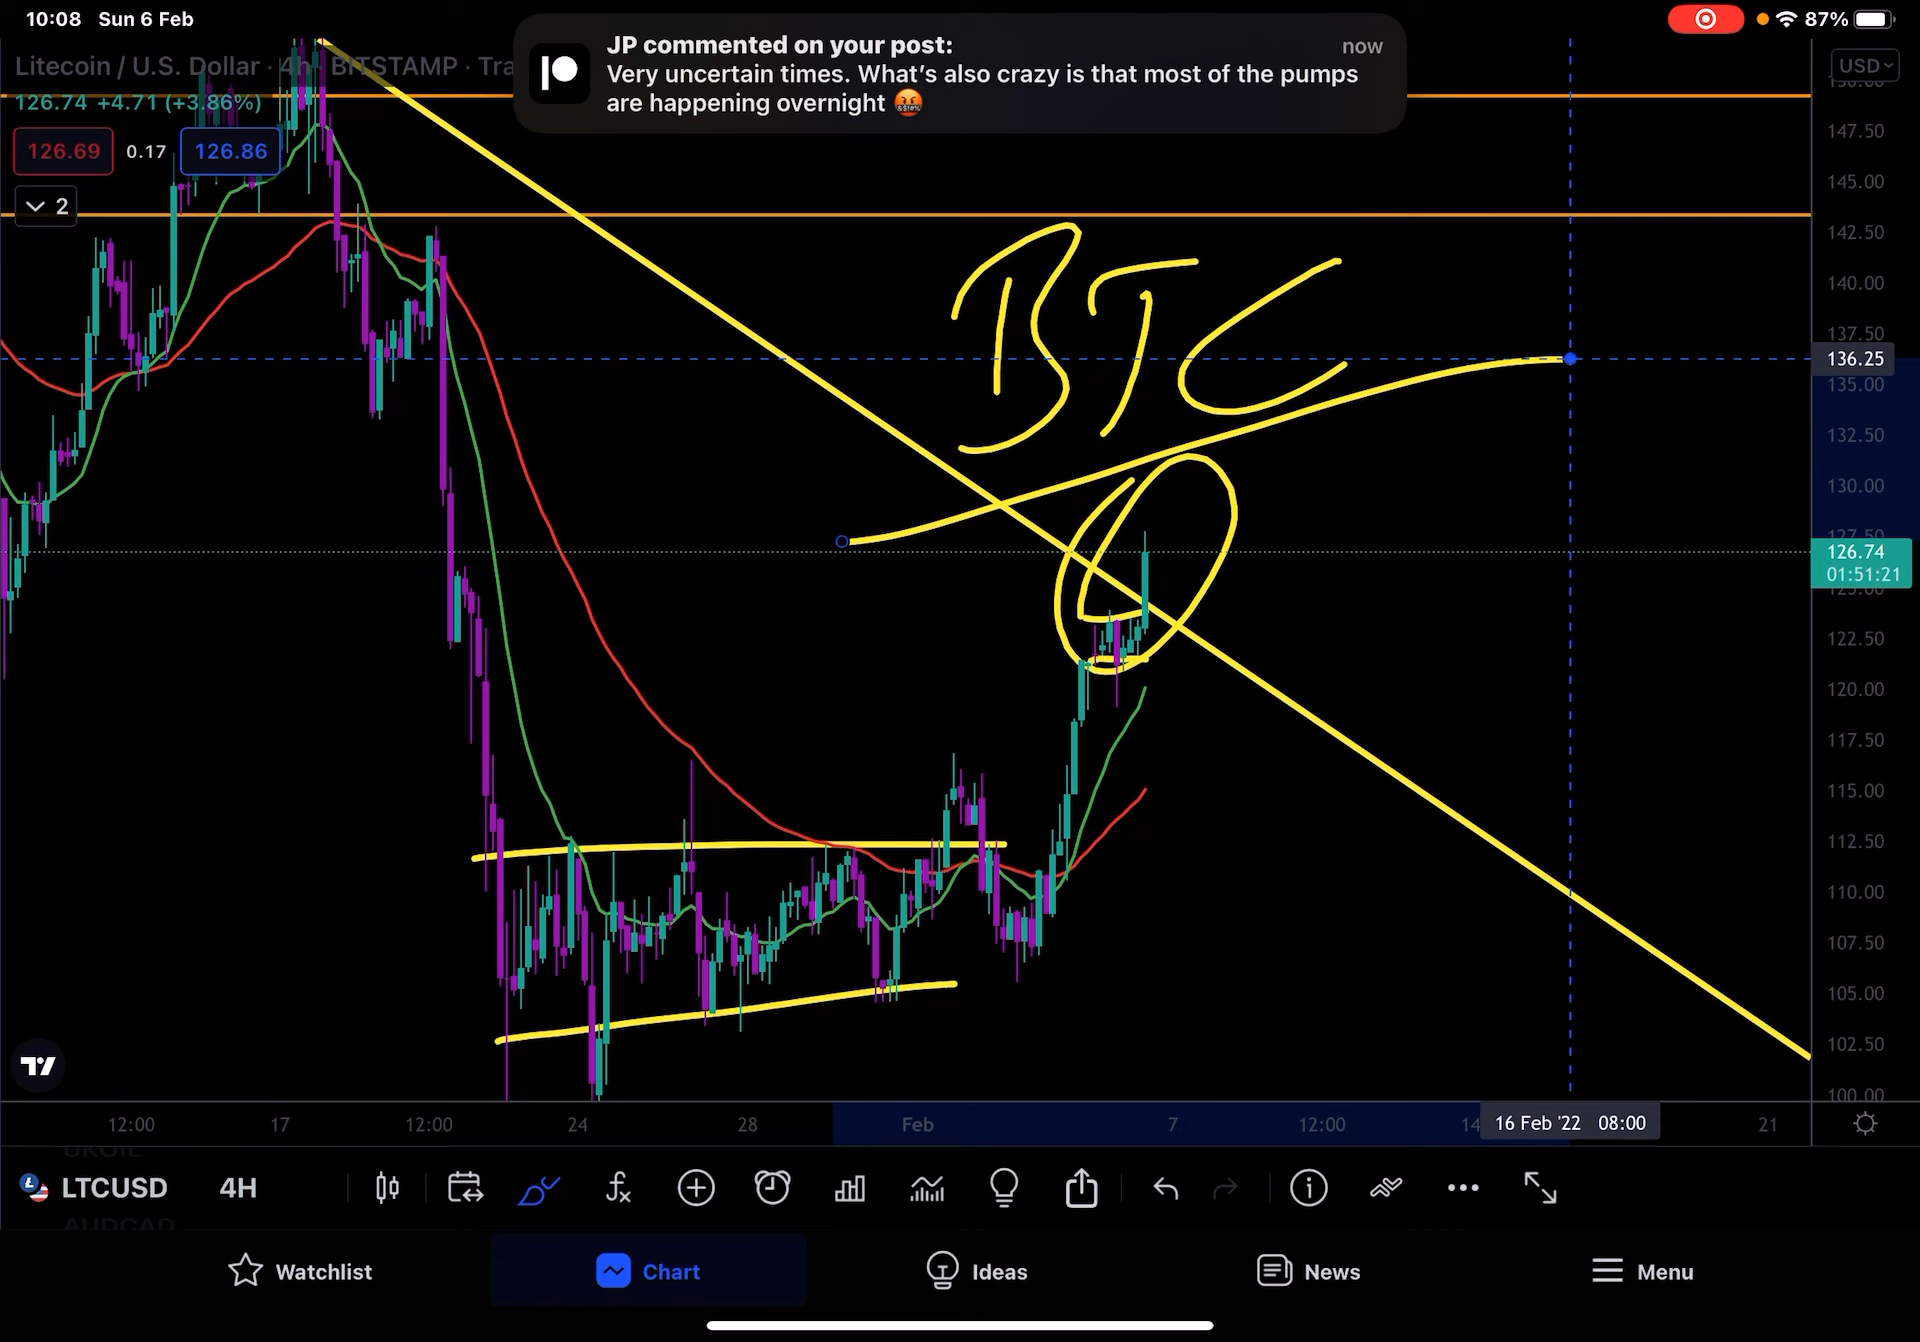 10:08 Sun 6 Feb
87%
JP commented on your post:
now
Very uncertain times. What's also crazy is that most of the pumps
are happening overnight 🤬
Litecoin / U.S. Dollar · 4h · BITSTAMP · Tra
USD
126.74 +4.71 (+3.86%)
126.69 0.17 126.86
2
BTC
147.50
145.00
142.50
140.00
137.50
136.25
135.00
132.50
130.00
127.50
126.74
01:51:21
125.00
122.50
120.00
117.50
115.00
112.50
110.00
107.50
105.00
102.50
100.00
12:00 17 12:00 24 28 Feb 7 12:00 14 16 Feb '22 08:00 21
UKOIL
LTCUSD 4H
AUDCAD
Watchlist Chart Ideas News Menu